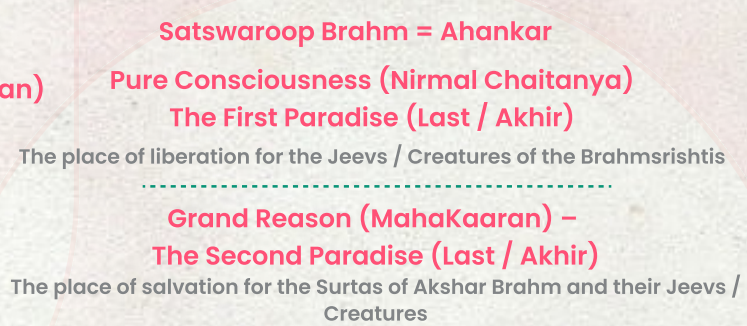 Satswaroop Brahm = Ahankar
an)
Pure Consciousness (Nirmal Chaitanya)
The First Paradise (Last / Akhir)
The place of liberation for the Jeevs / Creatures of the Brahmsrishtis
Grand Reason (MahaKaaran) –
The Second Paradise (Last / Akhir)
The place of salvation for the Surtas of Akshar Brahm and their Jeevs /
Creatures